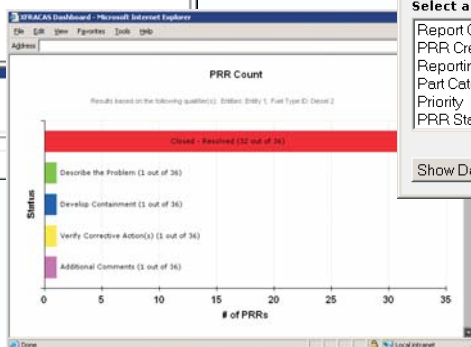 XFRACAS Dashboard - Microsoft Internet Explorer
File Edit View Favorites Tools Help
Address
PRR Count
Results based on the following qualifier(s): Entities: Entity 1, Fuel Type ID: Diesel 2
Closed - Resolved (32 out of 36)
Describe the Problem (1 out of 36)
Develop Containment (1 out of 36)
Verify Corrective Action(s) (1 out of 36)
Additional Comments (1 out of 36)
Status
0 5 10 15 20 25 30 35
# of PRRs
Done Local intranet
Select a
Report
PRR Cre
Reportin
Part Cat
Priority
PRR Sta
Show Da